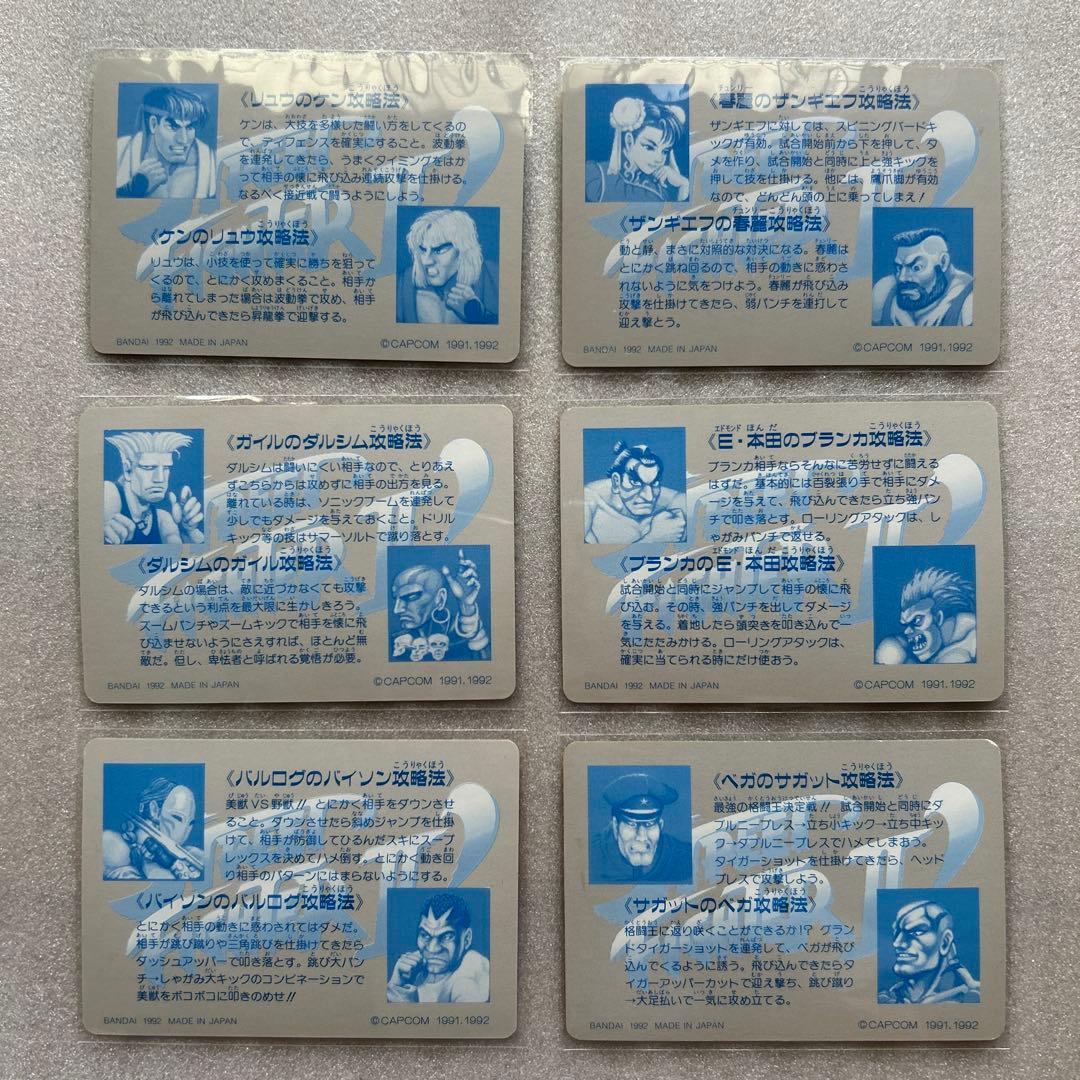 《リュウのケン攻略法》
ケンは、大技を多様した闘い方をしてくるの
で、ディフェンスを確実にすること。波動拳
を連発してきたら、うまくタイミングをはか
って相手の懐に飛び込み連続攻撃を仕掛ける。
なるべく接近戦で闘うようにしよう。
《ケンのリュウ攻略法》
リュウは、小技を使って確実に勝ちを狙って
くるので、とにかく攻めまくること。相手か
ら離れてしまった場合は波動拳で攻め、相手
が飛び込んできたら昇龍拳で迎撃する。
BANDAI 1992 MADE IN JAPAN
©CAPCOM 1991,1992
《春麗のザンギエフ攻略法》
ザンギエフに対しては、スピニングバードキ
ックが有効。試合開始前から下を押して、タ
メを作り、試合開始と同時に上と強キックを
押して技を仕掛ける。他には、鷹爪脚が有効
なので、どんどん頭の上に乗ってしまえ!
《ザンギエフの春麗攻略法》
動と静、まさに対照的な対決になる。春麗は
とにかく跳ね回るので、相手の動きに惑わさ
れないように気をつけよう。春麗が飛び込み
攻撃を仕掛けてきたら、弱パンチを連打して
迎え撃とう。
BANDAI 1992 MADE IN JAPAN
©CAPCOM 1991,1992
《ガイルのダルシム攻略法》
ダルシムは闘いにくい相手なので、とりあえ
ずこちらからは攻めずに相手の出方を見る。
離れている時は、ソニックブームを連発して
少しでもダメージを与えておくこと。ドリル
キック等の技はサマーソルトで蹴り落とす。
《ダルシムのガイル攻略法》
ダルシムの場合は、敵に近づかなくても攻撃
できるという利点を最大限に生かしきろう。
ズームパンチやズームキックで相手を懐に飛
び込ませないようにさえすれば、ほとんど無
敵だ。但し、卑怯者と呼ばれる覚悟が必要。
BANDAI 1992 MADE IN JAPAN
©CAPCOM 1991,1992
《E・本田のブランカ攻略法》
ブランカ相手ならそんなに苦労せずに闘える
はずだ。基本的には百裂張り手で相手にダメ
ージを与えて、飛び込んできたら立ち強パン
チで叩き落とす。ローリングアタックは、し
ゃがみパンチで返せる。
《ブランカのE・本田攻略法》
試合開始と同時にジャンプして相手の懐に飛
び込む。その時、強パンチを出してダメージ
を与える。着地したら頭突きを叩き込んで一
気にたたみかける。ローリングアタックは、
確実に当てられる時にだけ使おう。
BANDAI 1992 MADE IN JAPAN
©CAPCOM 1991,1992
《バルログのバイソン攻略法》
美獣VS野獣!! とにかく相手をダウンさせ
ること。ダウンさせたら斜めジャンプを仕掛
けて、相手が防御してひるんだスキにスープ
レックスを決めてハメ倒す。とにかく動き回
り相手のパターンにはまらないようにする。
《バイソンのバルログ攻略法》
とにかく相手の動きに惑わされてはダメだ。
相手が跳び蹴りや三角跳びを仕掛けてきたら
ダッシュアッパーで叩き落とす。跳び大パン
チ→しゃがみ大キックのコンビネーションで
美獣をボコボコに叩きのめせ!!
BANDAI 1992 MADE IN JAPAN
©CAPCOM 1991,1992
《ベガのサガット攻略法》
最強の格闘王決定戦!! 試合開始と同時にダ
ブルニープレス→立ち小キック→立ち中キッ
ク→ダブルニープレスでハメてしまおう。
タイガーショットを仕掛けてきたら、ヘッド
プレスで攻撃しよう。
《サガットのベガ攻略法》
格闘王に返り咲くことができるか!? グラン
ドタイガーショットを連発して、ベガが飛び
込んでくるように誘う。飛び込んできたらタ
イガーアッパーカットで迎え撃ち、跳び蹴り
→大足払いで一気に攻め立てる。
BANDAI 1992 MADE IN JAPAN
©CAPCOM 1991,1992